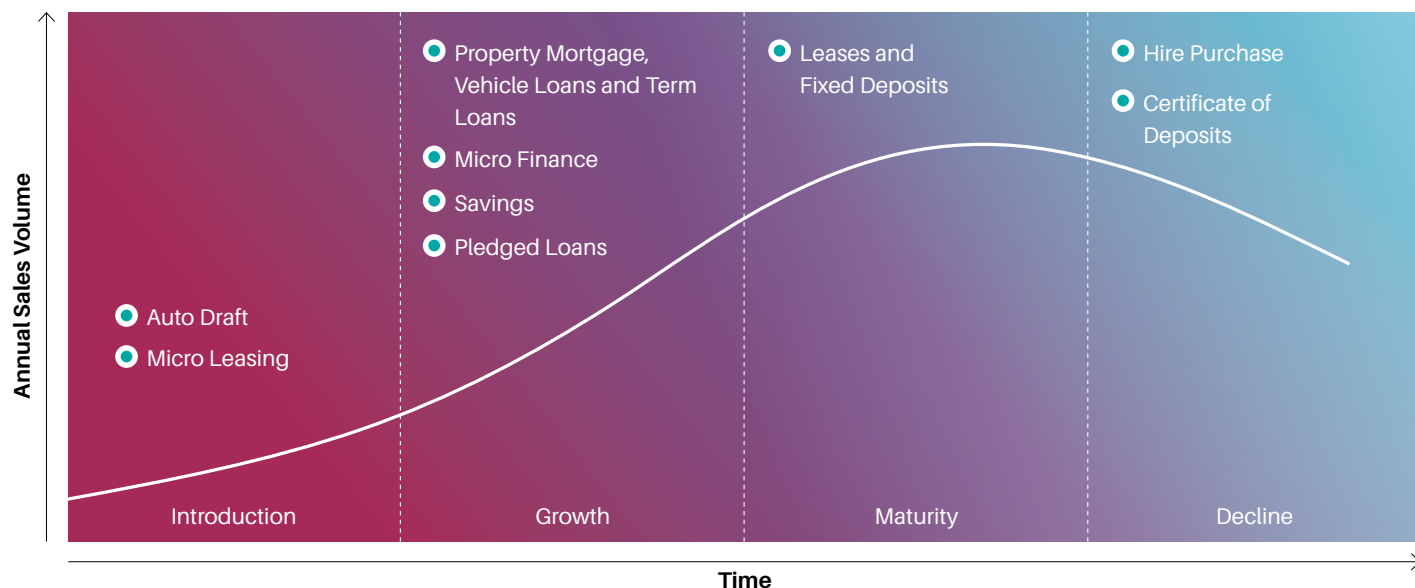 Annual Sales Volume
Auto Draft
Micro Leasing
Introduction
Property Mortgage,
Vehicle Loans and Term
Loans
Micro Finance
Savings
Pledged Loans
Growth
Leases and
Fixed Deposits
Maturity
Hire Purchase
Certificate of
Deposits
Decline
Time